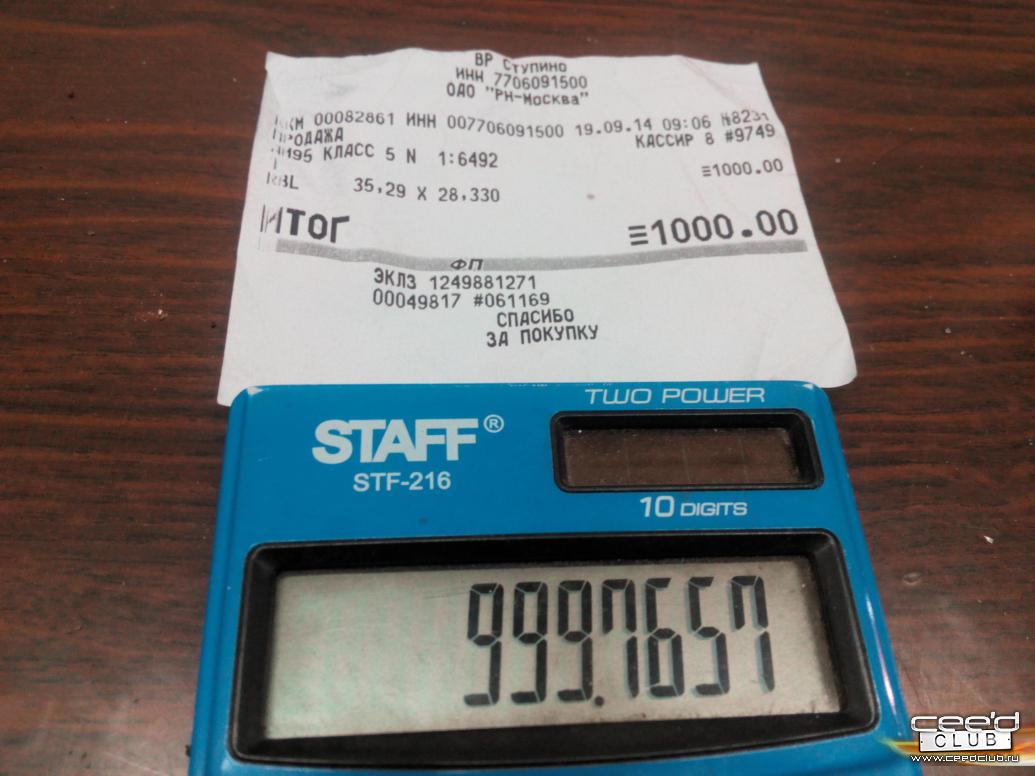 ВР Ступино
ИНН 7706091500
ОАО "РН-Москва"
ККМ 00082861 ИНН 007706091500 19.09.14 09:06 №8231
ПРОДАЖА КАССИР 8 #9749
АИ95 КЛАСС 5 N 1:6492
≡1000.00
35,29 X 28,330
ИТОГ ≡1000.00
ФП
ЭКЛЗ 1249881271
00049817 #061169
СПАСИБО
ЗА ПОКУПКУ
TWO POWER
STAFF®
STF-216
10 DIGITS
999.7657
cee'd
CLUB
www.ceedclub.ru